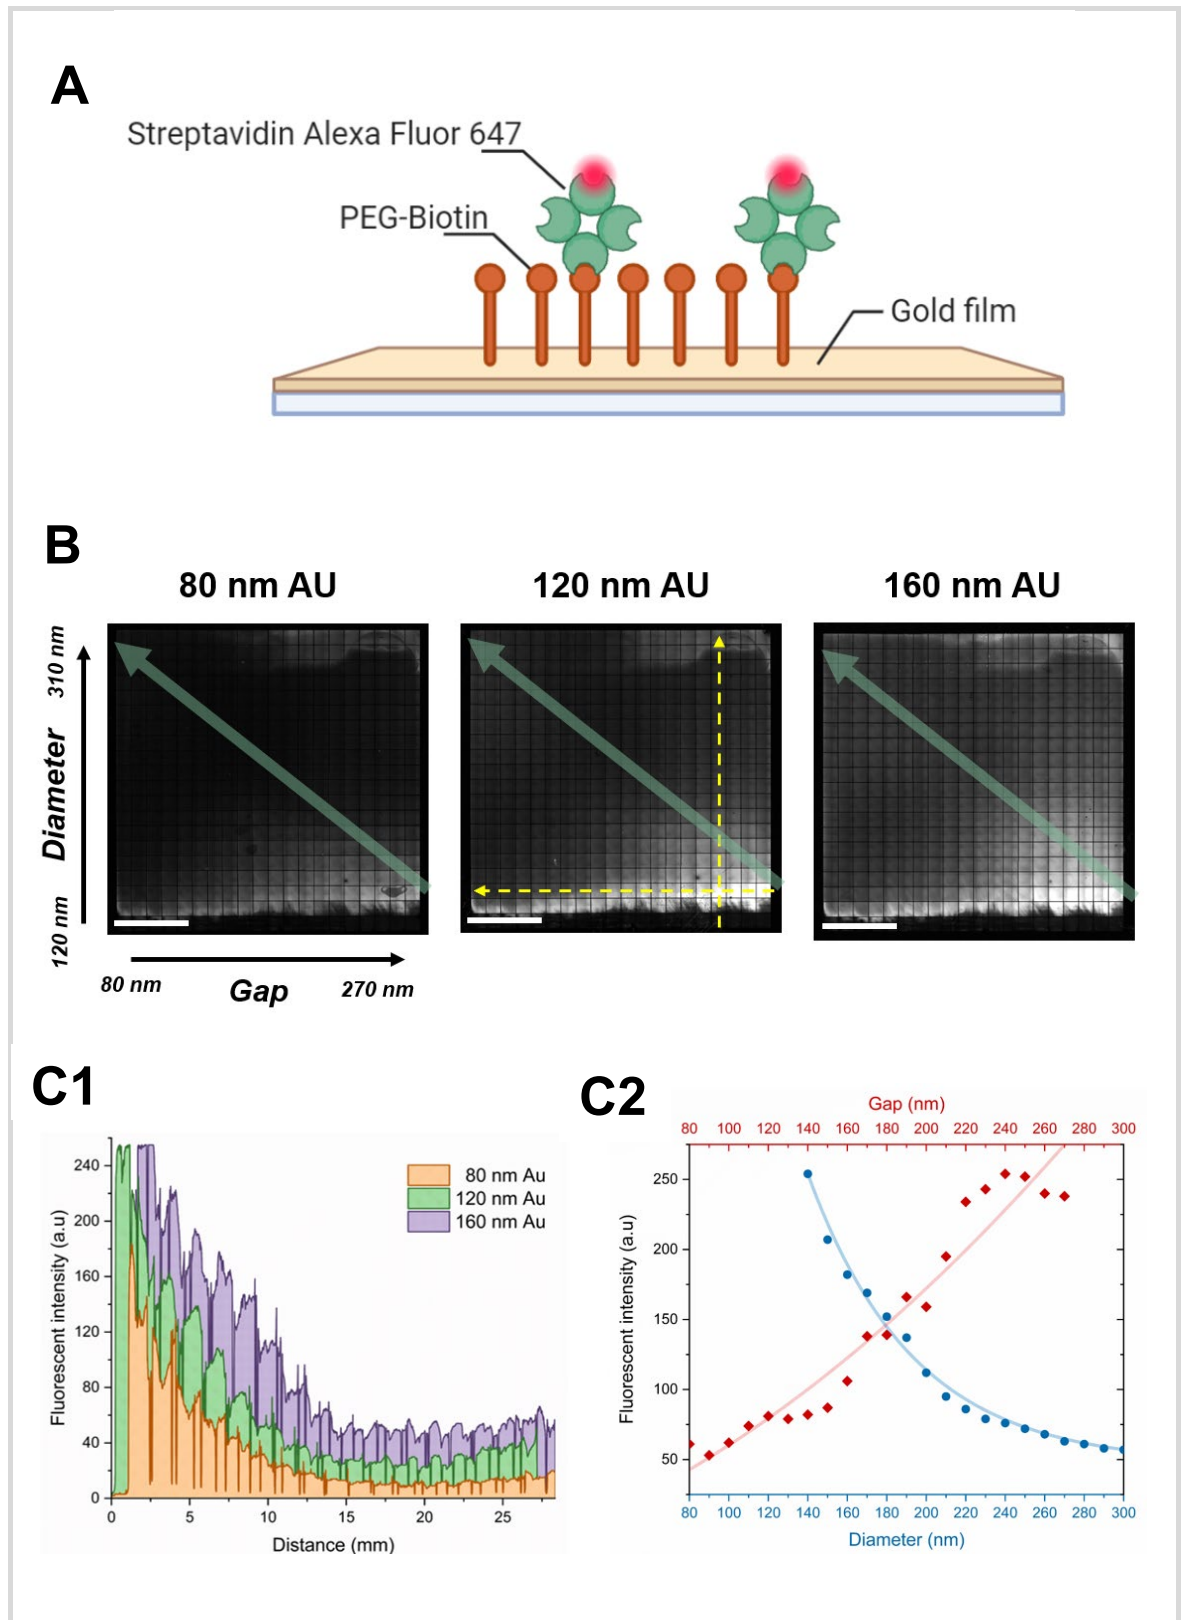 A
Streptavidin Alexa Fluor 647
PEG-Biotin
Gold film
B
80 nm AU
120 nm AU
160 nm AU
310 nm
Diameter
120 nm
80 nm
Gap
270 nm
C1
240
200
160
120
80
40
0
Fluorescent intensity (a.u)
80 nm Au
120 nm Au
160 nm Au
0 5 10 15 20 25
Distance (mm)
C2
Gap (nm)
80 100 120 140 160 180 200 220 240 260 280 300
250
200
150
100
50
Fluorescent intensity (a.u)
80 100 120 140 160 180 200 220 240 260 280 300
Diameter (nm)